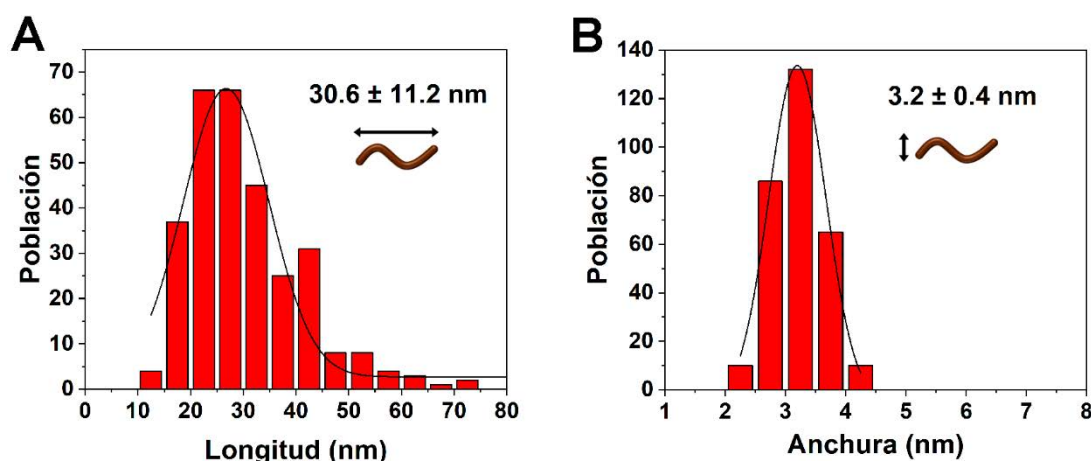 A
30.6 ± 11.2 nm
Población
70
60
50
40
30
20
10
0
0 10 20 30 40 50 60 70 80
Longitud (nm)
B
3.2 ± 0.4 nm
Población
140
120
100
80
60
40
20
0
1 2 3 4 5 6 7 8
Anchura (nm)